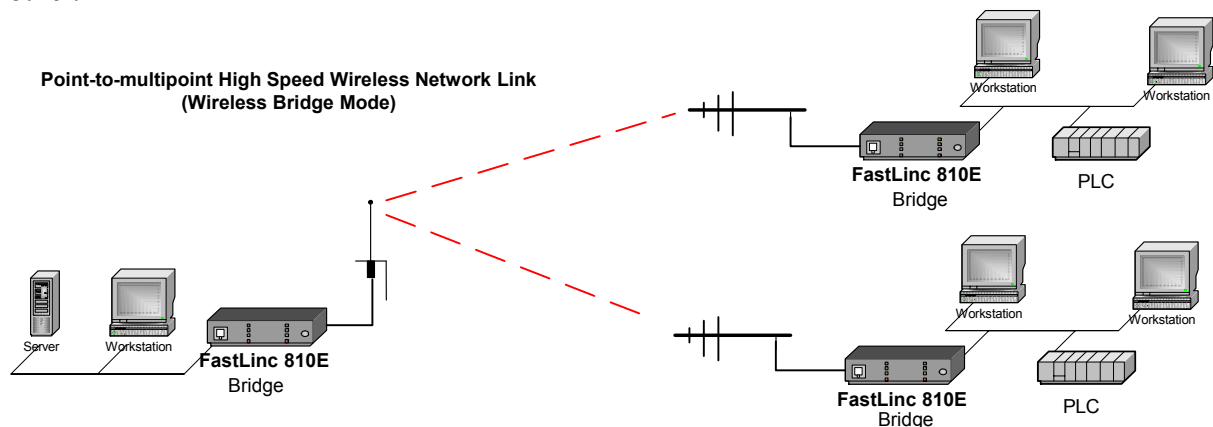 Point-to-multipoint High Speed Wireless Network Link
(Wireless Bridge Mode)
Workstation
Workstation
FastLinc 810E
Bridge
PLC
Server
Workstation
FastLinc 810E
Bridge
Workstation
Workstation
FastLinc 810E
Bridge
PLC